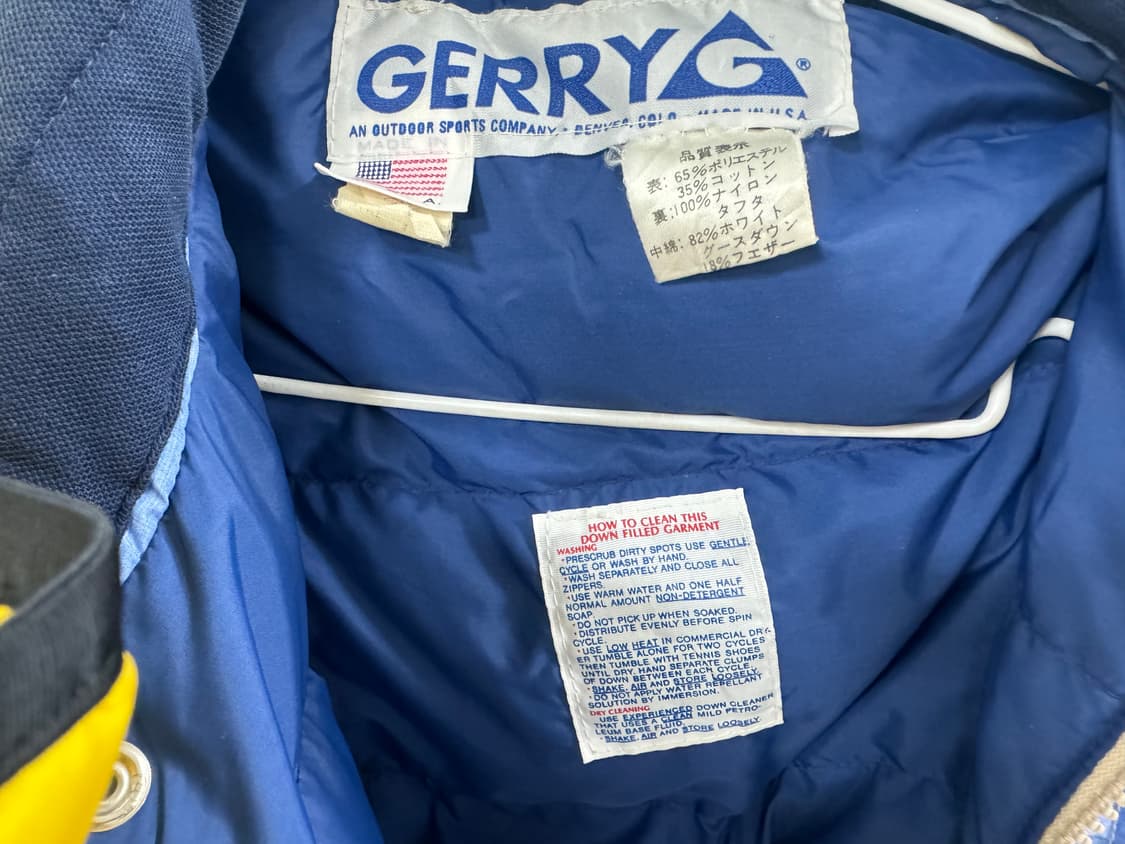 GERRY G®
AN OUTDOOR SPORTS COMPANY • DENVER, COLO. • MADE IN U.S.A.
MADE IN
A
品質表示
表:65%ポリエステル
35%コットン
裏:100%ナイロン
タフタ
中綿:82%ホワイト
グースダウン
18%フェザー
HOW TO CLEAN THIS
DOWN FILLED GARMENT
WASHING
•PRESCRUB DIRTY SPOTS USE GENTLE
CYCLE OR WASH BY HAND.
•WASH SEPARATELY AND CLOSE ALL
ZIPPERS.
•USE WARM WATER AND ONE HALF
NORMAL AMOUNT NON-DETERGENT
SOAP.
•DO NOT PICK UP WHEN SOAKED.
•DISTRIBUTE EVENLY BEFORE SPIN
CYCLE.
•USE LOW HEAT IN COMMERCIAL DRY-
ER TUMBLE ALONE FOR TWO CYCLES
THEN TUMBLE WITH TENNIS SHOES
UNTIL DRY. HAND SEPARATE CLUMPS
OF DOWN BETWEEN EACH CYCLE.
•SHAKE, AIR AND STORE LOOSELY.
•DO NOT APPLY WATER REPELLANT
SOLUTION BY IMMERSION.
DRY CLEANING
•USE EXPERIENCED DOWN CLEANER
THAT USES A CLEAN MILD PETRO-
LEUM BASE FLUID.
•SHAKE, AIR AND STORE LOOSELY.